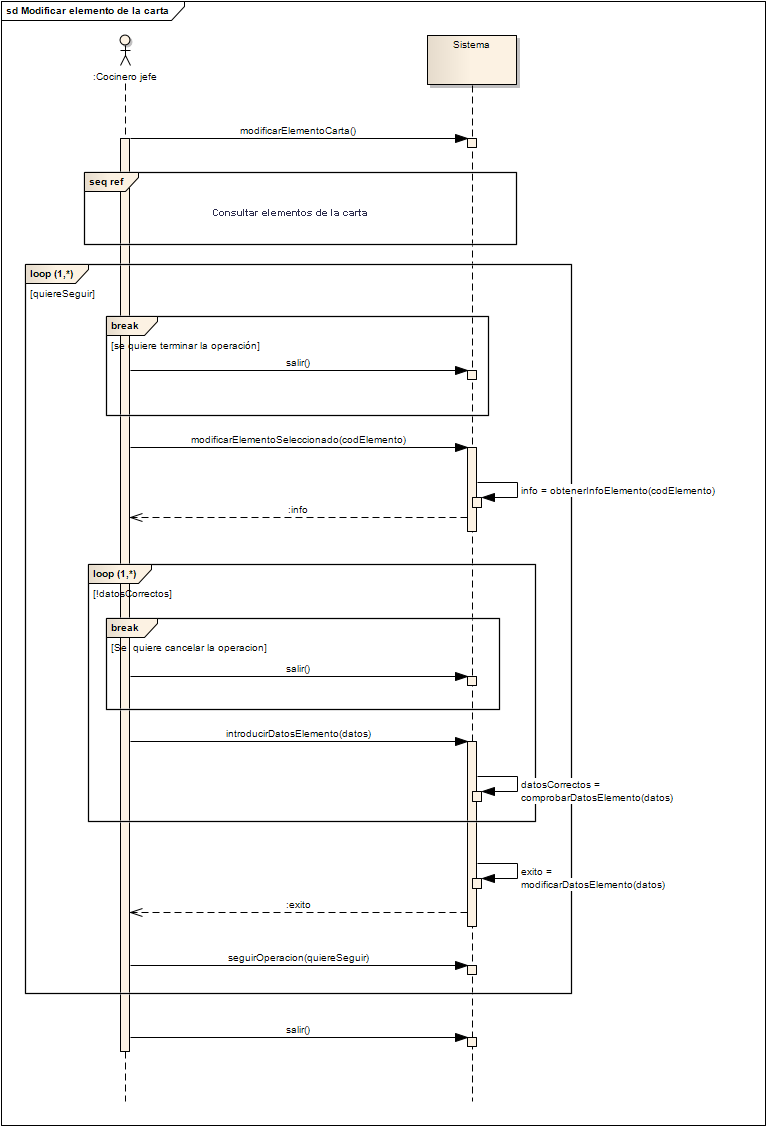 sd Modificar elemento de la carta
Sistema
:Cocinero jefe
modificarElementoCarta()
seq ref
Consultar elementos de la carta
loop (1,*)
[quiereSeguir]
break
[se quiere terminar la operación]
salir()
modificarElementoSeleccionado(codElemento)
info = obtenerInfoElemento(codElemento)
:info
loop (1,*)
[!datosCorrectos]
break
[Se quiere cancelar la operacion]
salir()
introducirDatosElemento(datos)
datosCorrectos =
comprobarDatosElemento(datos)
exito =
modificarDatosElemento(datos)
:exito
seguirOperacion(quiereSeguir)
salir()